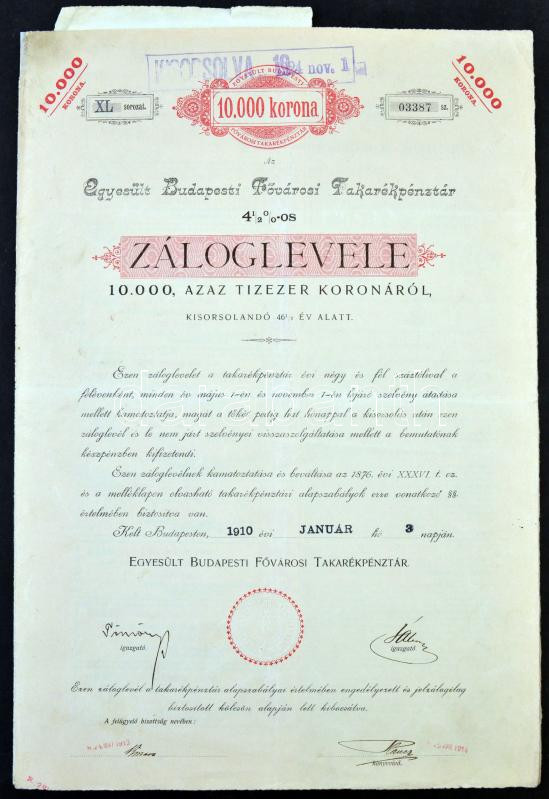 KISORSOLVA 1924 NOV. 1
10.000 KORONA.
EGYESÜLT BUDAPESTI
10.000 korona
FŐVÁROSI TAKARÉKPÉNZTÁR
10.000 KORONA.
XL sorozat.
03387 sz.
Az
Egyesült Budapesti Fővárosi Takarékpénztár
4½%-OS
ZÁLOGLEVELE
10.000, AZAZ TIZEZER KORONÁRÓL,
KISORSOLANDÓ 46½ ÉV ALATT.
Ezen záloglevelét a takarékpénztár évi négy és fél száztólival a
félévenként, minden év május 1-én és november 1-én lejáró szelvény átadása
mellett kamatoztatja, magát a tőkét pedig hat hónappal a kisorsolás után ezen
záloglevél és le nem járt szelvényei visszaszolgáltatása mellett a bemutatónak
készpénzben kifizetendi.
Ezen záloglevélnek kamatoztatása és beváltása az 1876. évi XXXVI. t. cz.
és a melléklapon olvasható takarékpénztári alapszabályok erre vonatkozó §§
értelmében biztosítva van.
Kelt Budapesten, 1910 évi JANUÁR hó 3 napján.
EGYESÜLT BUDAPESTI FŐVÁROSI TAKARÉKPÉNZTÁR.
igazgató.
igazgató.
Ezen záloglevél a takarékpénztár alapszabályai értelmében engedélyezett és jelzálogilag
biztosított kölcsön alapján lett kibocsátva.
A felügyelő bizottság nevében:
könyvvivő.